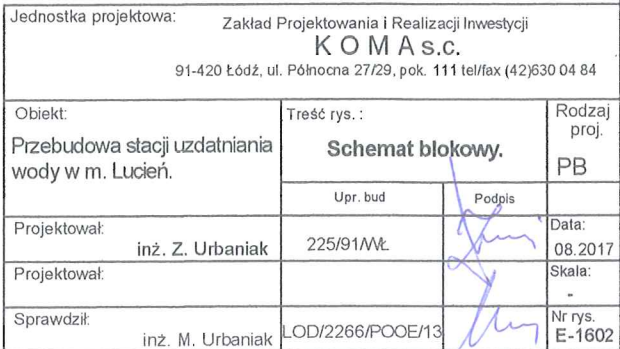 Jednostka projektowa:
Zakład Projektowania i Realizacji Inwestycji
K O M A s.c.
91-420 Łódź, ul. Północna 27/29, pok. 111 tel/fax (42)630 04 84
Obiekt:
Przebudowa stacji uzdatniania
wody w m. Lucień.
Treść rys. :
Schemat blokowy.
Rodzaj
proj.
PB
Upr. bud
Podpis
Projektował:
inż. Z. Urbaniak
225/91/WŁ
Data:
08.2017
Projektował:
Skala:
-
Sprawdził:
inż. M. Urbaniak
LOD/2266/POOE/13
Nr rys.
E-1602